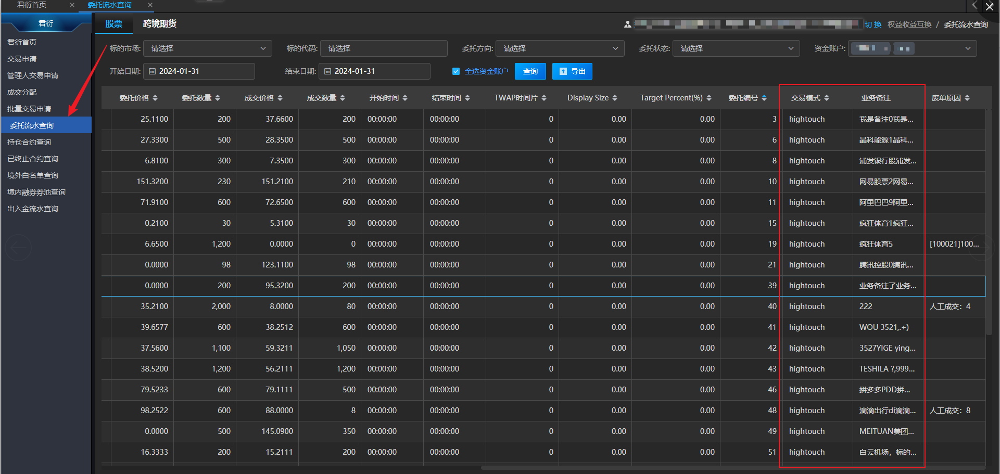 君衍首页 × 委托流水查询 ×
君衍
股票 跨境期货
切 换 权益收益互换 / 委托流水查询
君衍首页
交易申请
管理人交易申请
成交分配
批量交易申请
委托流水查询
持仓合约查询
已终止合约查询
境外白名单查询
境内融券券池查询
出入金流水查询
标的市场: 请选择 标的代码: 请选择 委托方向: 请选择 委托状态: 请选择 资金账户:
开始日期: 2024-01-31 结束日期: 2024-01-31 全选资金账户 查询 导出
委托价格 委托数量 成交价格 成交数量 开始时间 结束时间 TWAP时间片 Display Size Target Percent(%) 委托编号 交易模式 业务备注 废单原因
25.1100 200 37.6600 200 00:00:00 00:00:00 0 0.00 0.00 3 hightouch 我是备注0我是...
27.3300 500 28.3500 500 00:00:00 00:00:00 0 0.00 0.00 6 hightouch 晶科能源1晶科...
6.8100 300 7.3500 300 00:00:00 00:00:00 0 0.00 0.00 8 hightouch 浦发银行股浦发...
151.3200 230 151.2100 210 00:00:00 00:00:00 0 0.00 0.00 10 hightouch 网易股票2网易...
71.9100 600 72.6500 600 00:00:00 00:00:00 0 0.00 0.00 11 hightouch 阿里巴巴9阿里...
0.2100 30 5.3100 30 00:00:00 00:00:00 0 0.00 0.00 15 hightouch 疯狂体育1疯狂...
6.6500 1,200 0.0000 0 00:00:00 00:00:00 0 0.00 0.00 19 hightouch 疯狂体育5 [100021]100...
0.0000 98 123.1100 98 00:00:00 00:00:00 0 0.00 0.00 21 hightouch 腾讯控股0腾讯...
0.0000 200 95.3200 200 00:00:00 00:00:00 0 0.00 0.00 39 hightouch 业务备注了业务...
35.2100 2,000 8.0000 80 00:00:00 00:00:00 0 0.00 0.00 40 hightouch 222 人工成交：4
39.6577 600 38.2512 600 00:00:00 00:00:00 0 0.00 0.00 41 hightouch WOU 3521,.+)
37.5600 1,100 59.3211 1,050 00:00:00 00:00:00 0 0.00 0.00 42 hightouch 3527YIGE ying...
38.5200 1,200 56.2111 1,200 00:00:00 00:00:00 0 0.00 0.00 43 hightouch TESHILA ?,999...
79.5233 600 79.1111 500 00:00:00 00:00:00 0 0.00 0.00 46 hightouch 拼多多PDD拼...
98.2522 600 88.0000 8 00:00:00 00:00:00 0 0.00 0.00 48 hightouch 滴滴出行di滴滴... 人工成交：8
0.0000 500 145.0900 350 00:00:00 00:00:00 0 0.00 0.00 49 hightouch MEITUAN美团...
16.3333 200 15.2111 200 00:00:00 00:00:00 0 0.00 0.00 51 hightouch 白云机场，标的...